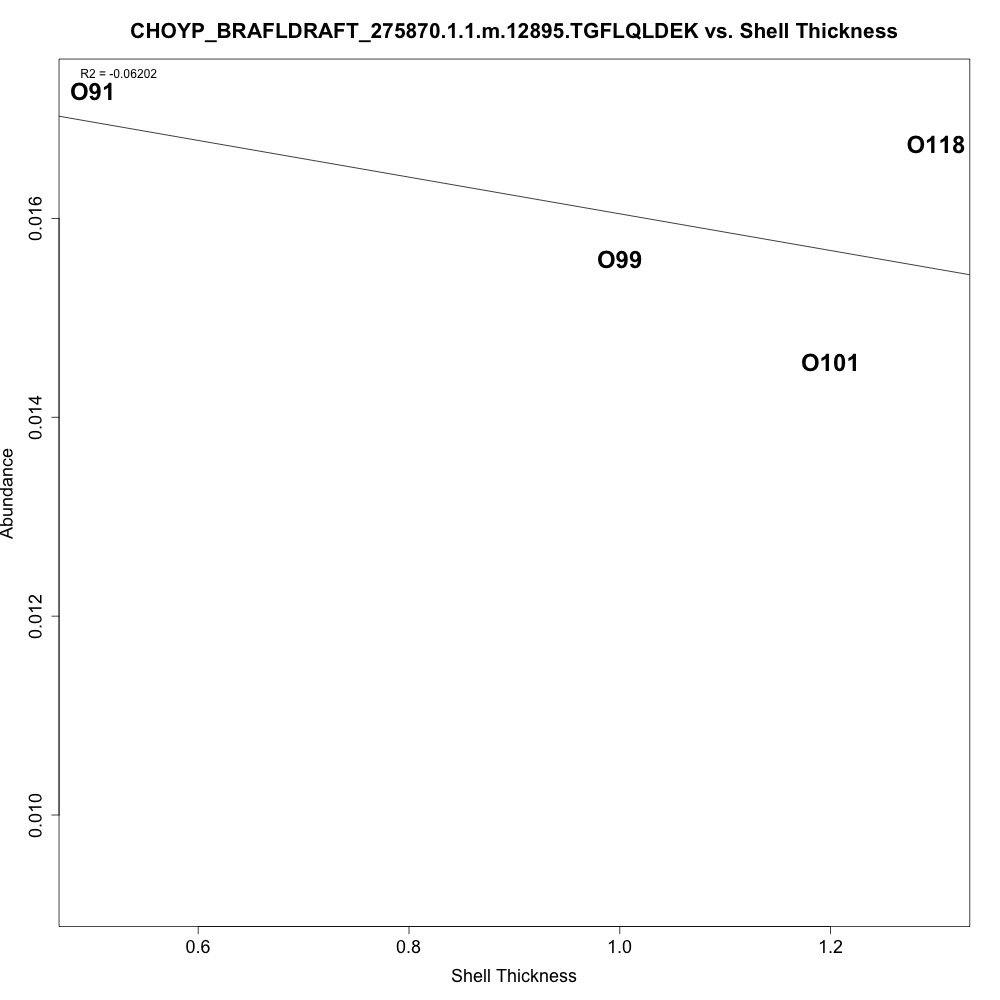 CHOYP_BRAFLDRAFT_275870.1.1.m.12895.TGFLQLDEK vs. Shell Thickness
R2 = -0.06202
O91
O118
0.016
O99
O101
0.014
Abundance
0.012
0.010
0.6 0.8 1.0 1.2
Shell Thickness